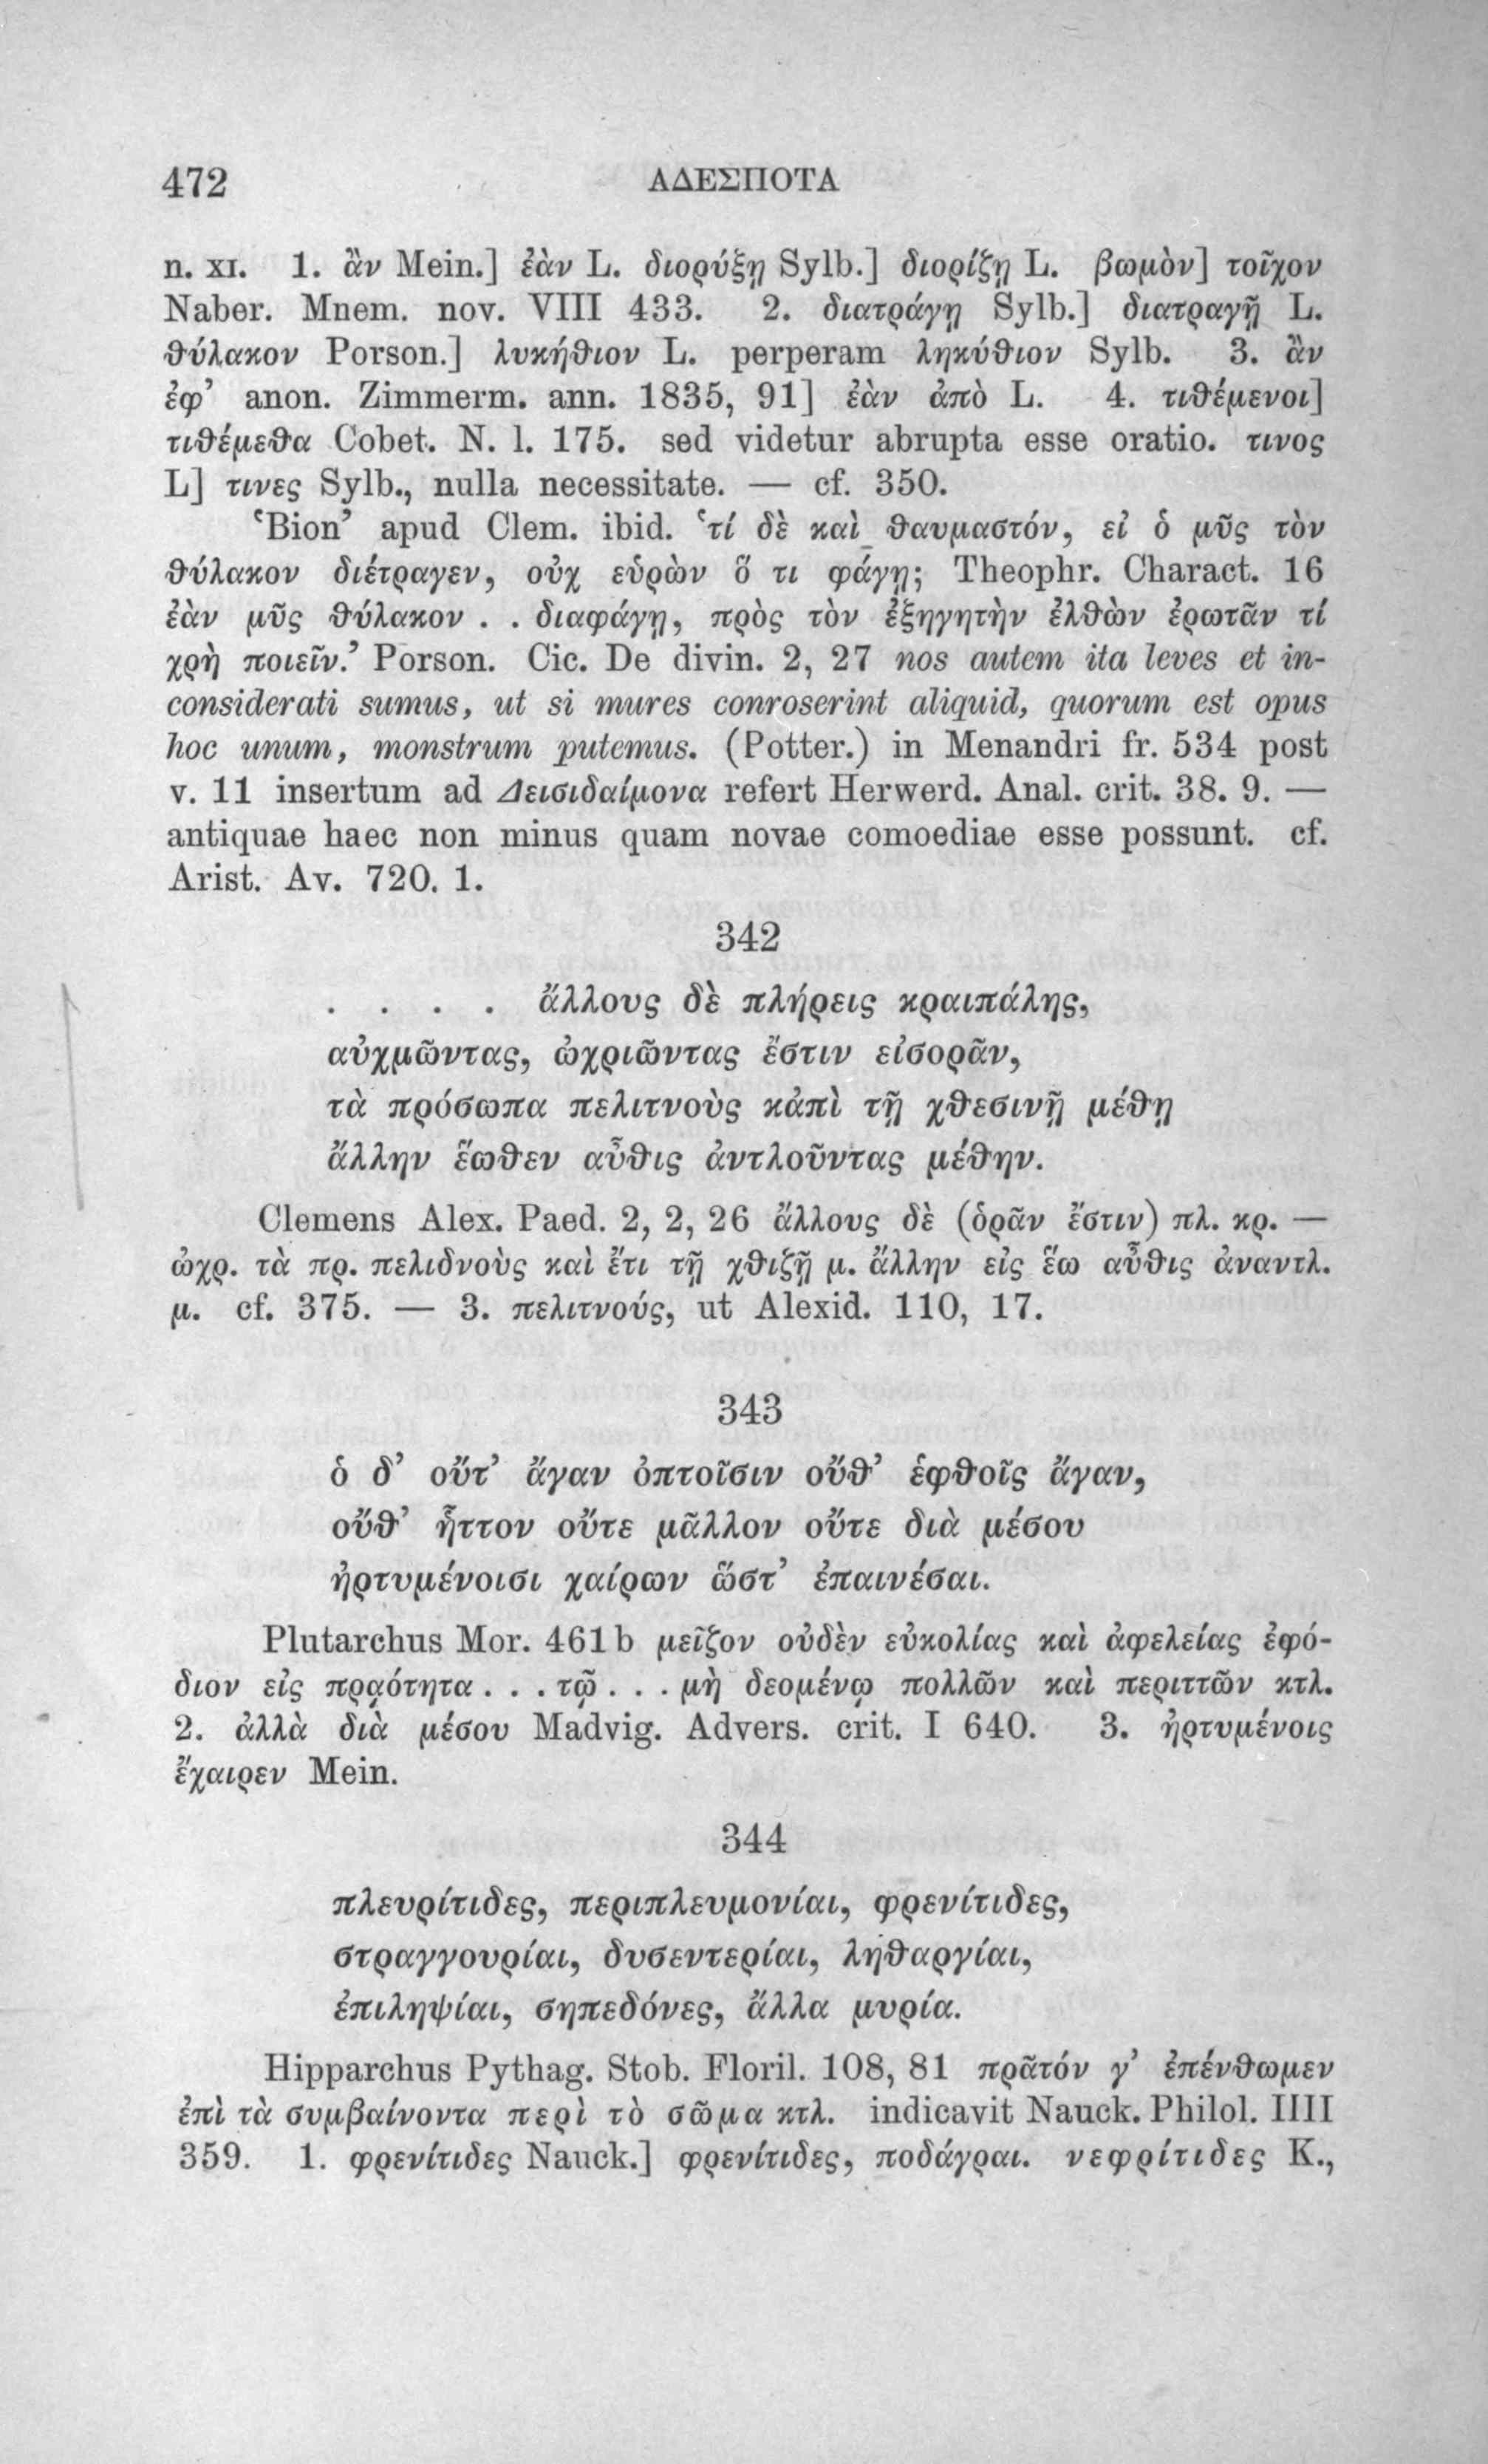 472 ΑΔΕΣΠΟΤΑ
n. XI. 1. ἂν Mein.] ἐὰν L. διορύξῃ Sylb.] διορίζῃ L. βωμὸν] τοῖχον
Naber. Mnem. nov. VIII 433. 2. διατράγῃ Sylb.] διατραγῇ L.
θύλακον Porson.] λυκήθιον L. perperam ληκύθιον Sylb. 3. ἂν
ἐφ’ anon. Zimmerm. ann. 1835, 91] ἐὰν ἀπὸ L. 4. τιθέμενοι]
τιθέμεθα Cobet. N. l. 175. sed videtur abrupta esse oratio. τινος
L] τινες Sylb., nulla necessitate. — cf. 350.
‘Bion’ apud Clem. ibid. ‘τί δὲ καὶ θαυμαστόν, εἰ ὁ μῦς τὸν
θύλακον διέτραγεν, οὐχ εὑρὼν ὅ τι φάγῃ; Theophr. Charact. 16
ἐὰν μῦς θύλακον . . διαφάγῃ, πρὸς τὸν ἐξηγητὴν ἐλθὼν ἐρωτᾶν τί
χρὴ ποιεῖν.’ Porson. Cic. De divin. 2, 27 nos autem ita leves et in-
considerati sumus, ut si mures conroserint aliquid, quorum est opus
hoc unum, monstrum putemus. (Potter.) in Menandri fr. 534 post
v. 11 insertum ad Δεισιδαίμονα refert Herwerd. Anal. crit. 38. 9. —
antiquae haec non minus quam novae comoediae esse possunt. cf.
Arist. Av. 720. 1.
342
. . . . ἄλλους δὲ πλήρεις κραιπάλης,
αὐχμῶντας, ὠχριῶντας ἔστιν εἰσορᾶν,
τὰ πρόσωπα πελιτνοὺς κἀπὶ τῇ χθεσινῇ μέθῃ
ἄλλην ἕωθεν αὖθις ἀντλοῦντας μέθην.
Clemens Alex. Paed. 2, 2, 26 ἄλλους δὲ (ὁρᾶν ἔστιν) πλ. κρ. —
ὠχρ. τὰ πρ. πελιδνοὺς καὶ ἔτι τῇ χθιζῇ μ. ἄλλην εἰς ἕω αὖθις ἀναντλ.
μ. cf. 375. — 3. πελιτνούς, ut Alexid. 110, 17.
343
ὁ δ’ οὔτ’ ἄγαν ὀπτοῖσιν οὔθ’ ἑφθοῖς ἄγαν,
οὔθ’ ἧττον οὔτε μᾶλλον οὔτε διὰ μέσου
ἠρτυμένοισι χαίρων ὥστ’ ἐπαινέσαι.
Plutarchus Mor. 461 b μεῖζον οὐδὲν εὐκολίας καὶ ἀφελείας ἐφό-
διον εἰς πρᾳότητα . . . τῷ . . . μὴ δεομένῳ πολλῶν καὶ περιττῶν κτλ.
2. ἀλλὰ διὰ μέσου Madvig. Advers. crit. I 640. 3. ἠρτυμένοις
ἔχαιρεν Mein.
344
πλευρίτιδες, περιπλευμονίαι, φρενίτιδες,
στραγγουρίαι, δυσεντερίαι, ληθαργίαι,
ἐπιληψίαι, σηπεδόνες, ἄλλα μυρία.
Hipparchus Pythag. Stob. Floril. 108, 81 πρᾶτόν γ’ ἐπένθωμεν
ἐπὶ τὰ συμβαίνοντα περὶ τὸ σῶμα κτλ. indicavit Nauck. Philol. IIII
359. 1. φρενίτιδες Nauck.] φρενίτιδες, ποδάγραι. νεφρίτιδες K.,